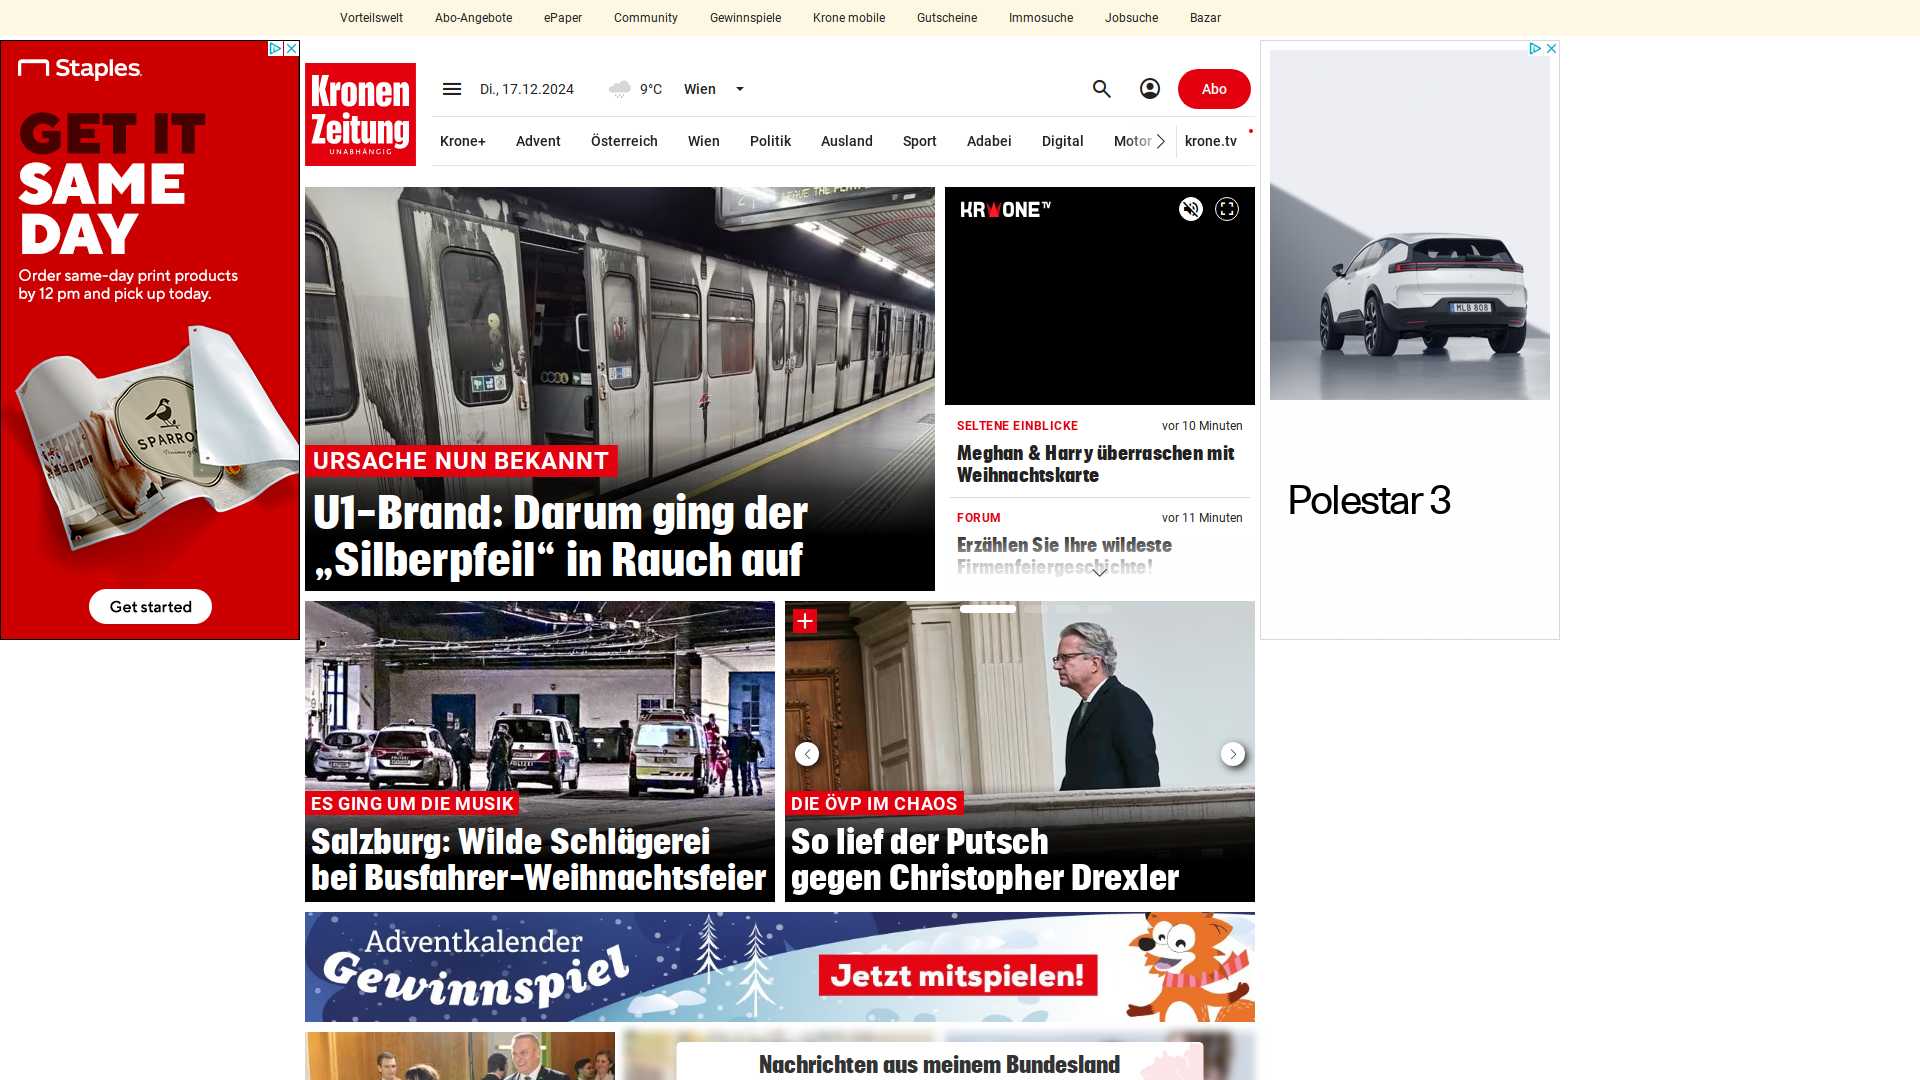 Vorteilswelt Abo-Angebote ePaper Community Gewinnspiele Krone mobile Gutscheine Immosuche Jobsuche Bazar
Staples
GET IT
SAME
DAY
Order same-day print products
by 12 pm and pick up today.
SPARRO
Get started
Kronen
Zeitung
UNABHÄNGIG
Di., 17.12.2024
9°C
Wien
Abo
Krone+ Advent Österreich Wien Politik Ausland Sport Adabei Digital Motor krone.tv
URSACHE NUN BEKANNT
U1-Brand: Darum ging der
„Silberpfeil“ in Rauch auf
KRONE TV
SELTENE EINBLICKE vor 10 Minuten
Meghan & Harry überraschen mit
Weihnachtskarte
FORUM vor 11 Minuten
Erzählen Sie Ihre wildeste
Firmenfeiergeschichte!
MLB 808
Polestar 3
ES GING UM DIE MUSIK
Salzburg: Wilde Schlägerei
bei Busfahrer-Weihnachtsfeier
DIE ÖVP IM CHAOS
So lief der Putsch
gegen Christopher Drexler
Adventkalender
Gewinnspiel
Jetzt mitspielen!
Nachrichten aus meinem Bundesland